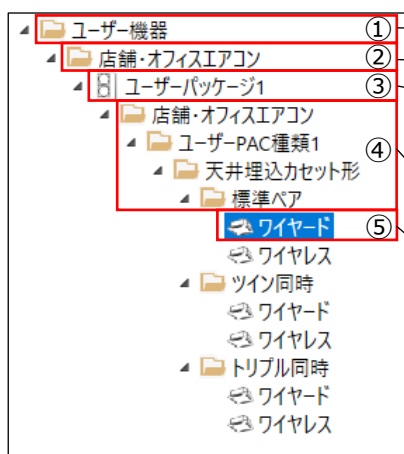 ユーザー機器 ①
店舗・オフィスエアコン ②
ユーザーパッケージ1 ③
店舗・オフィスエアコン
ユーザーPAC種類1 ④
天井埋込カセット形
標準ペア
ワイヤード ⑤
ワイヤレス
ツイン同時
ワイヤード
ワイヤレス
トリプル同時
ワイヤード
ワイヤレス